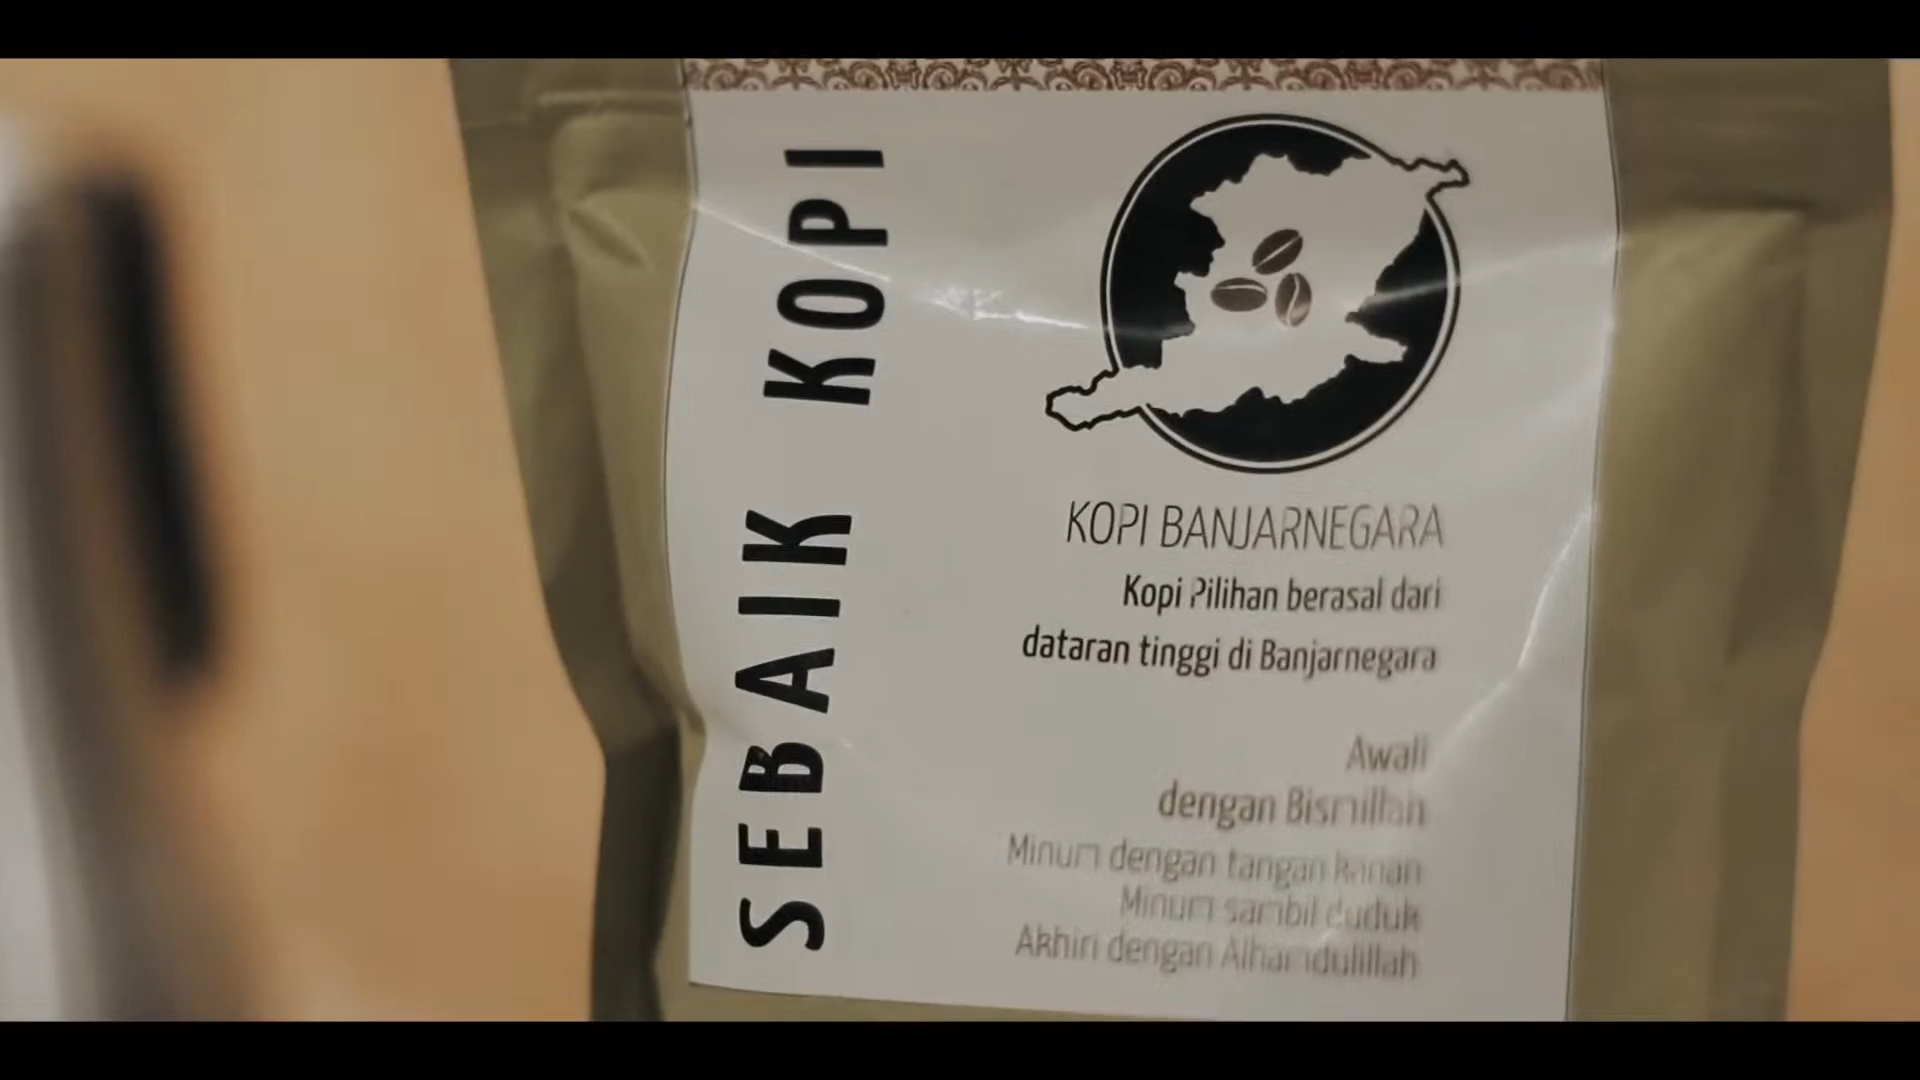 SEBAIK KOPI
KOPI BANJARNEGARA
Kopi Pilihan berasal dari
dataran tinggi di Banjarnegara
Awali
dengan Bismillah
Minum dengan tangan kanan
Minum sambil duduk
Akhiri dengan Alhamdulillah